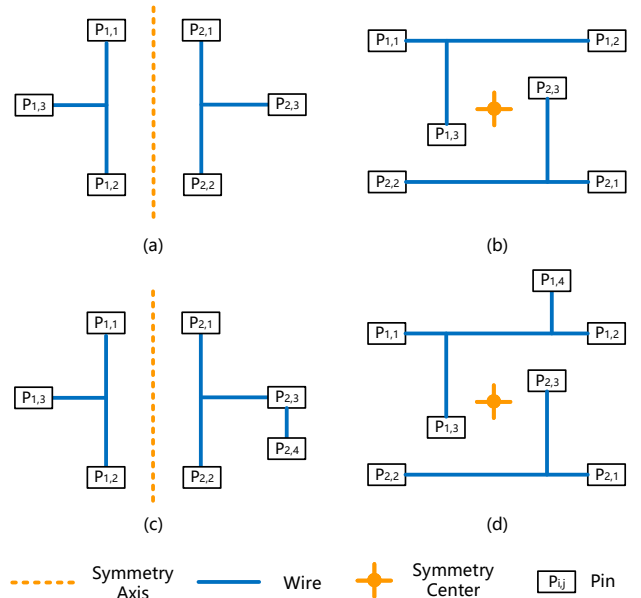 P1,1 P2,1
P1,3 P2,3
P1,2 P2,2
(a)
P1,1 P1,2
P2,3
P1,3
P2,2 P2,1
(b)
P1,1 P2,1
P1,3 P2,3
P2,4
P1,2 P2,2
(c)
P1,4
P1,1 P1,2
P2,3
P1,3
P2,2 P2,1
(d)
Symmetry
Axis
Wire
Symmetry
Center
Pi,j
Pin